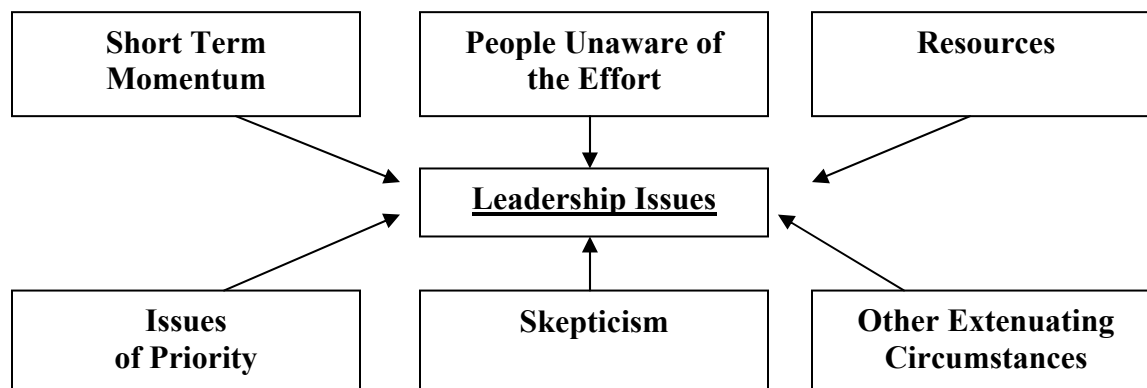 Short Term
Momentum
People Unaware of
the Effort
Resources
Leadership Issues
Issues
of Priority
Skepticism
Other Extenuating
Circumstances